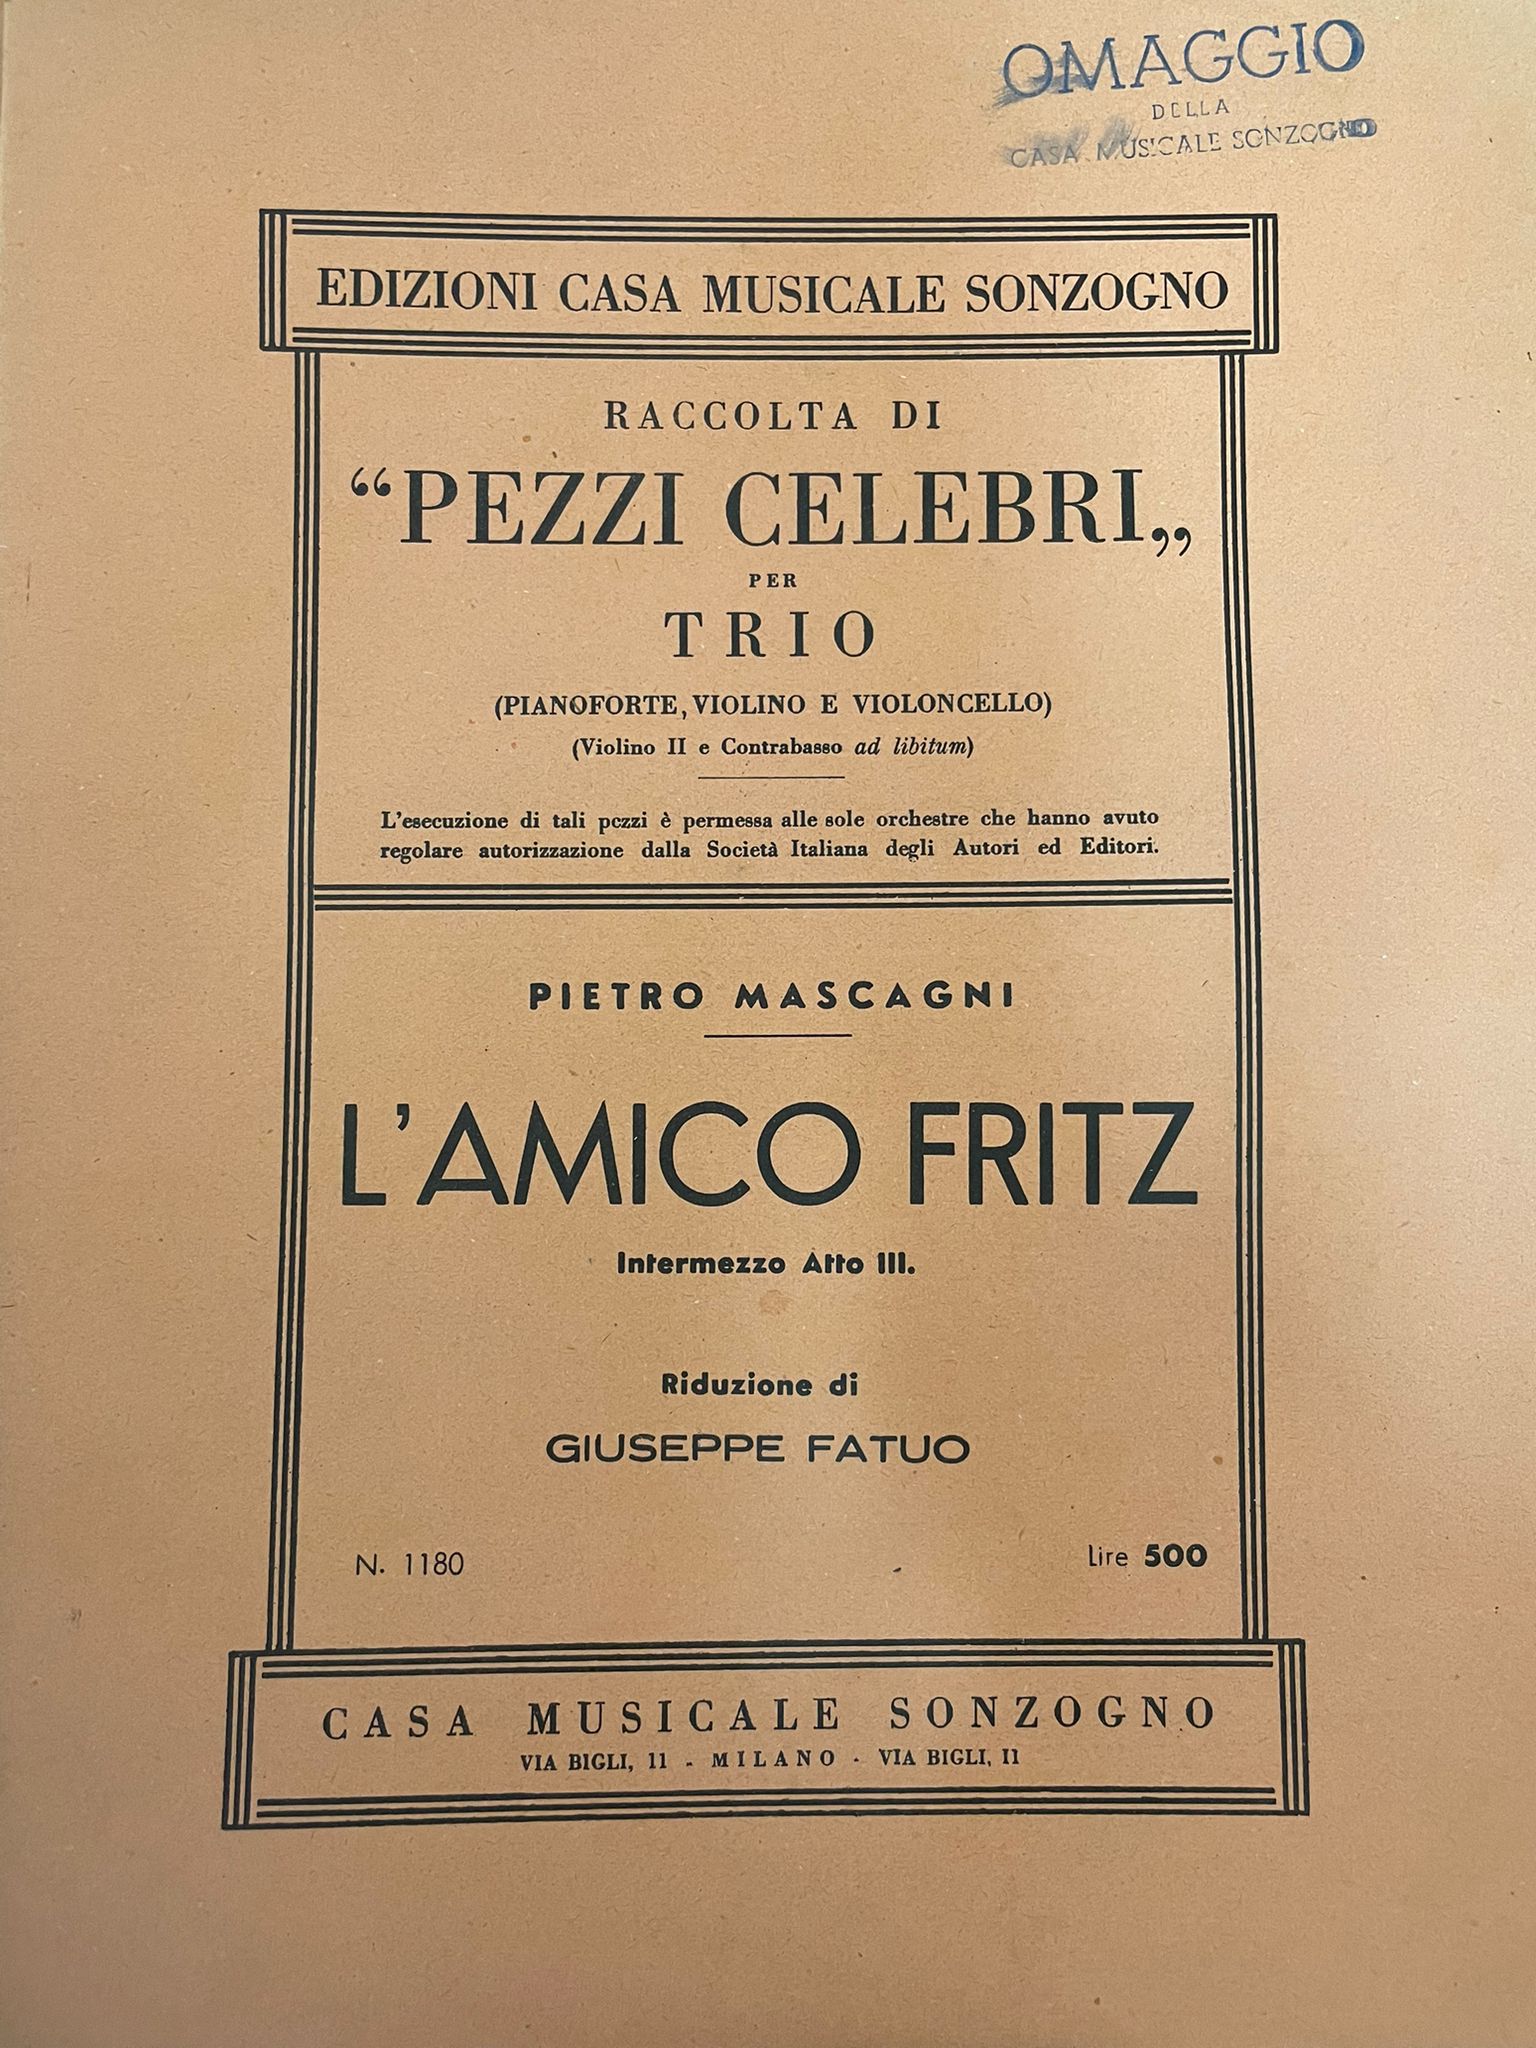 OMAGGIO
DELLA
CASA MUSICALE SONZOGNO
EDIZIONI CASA MUSICALE SONZOGNO
RACCOLTA DI
“PEZZI CELEBRI„
PER
TRIO
(PIANOFORTE, VIOLINO E VIOLONCELLO)
(Violino II e Contrabasso ad libitum)
L'esecuzione di tali pezzi è permessa alle sole orchestre che hanno avuto
regolare autorizzazione dalla Società Italiana degli Autori ed Editori.
PIETRO MASCAGNI
L'AMICO FRITZ
Intermezzo Atto III.
Riduzione di
GIUSEPPE FATUO
N. 1180
Lire 500
CASA MUSICALE SONZOGNO
VIA BIGLI, 11 - MILANO - VIA BIGLI, 11